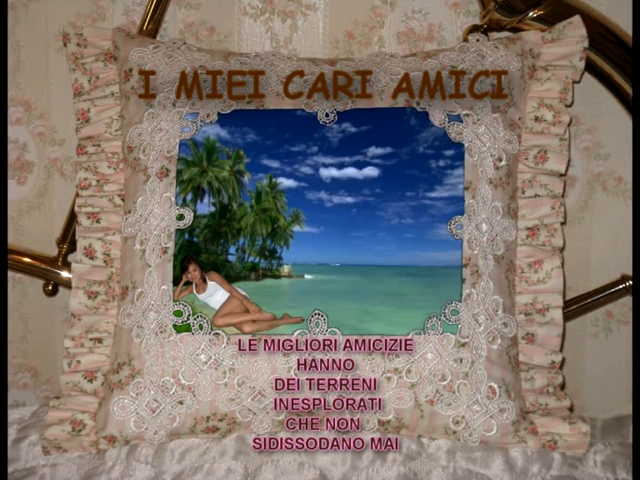 I MIEI CARI AMICI
LE MIGLIORI AMICIZIE
HANNO
DEI TERRENI
INESPLORATI
CHE NON
SIDISSODANO MAI